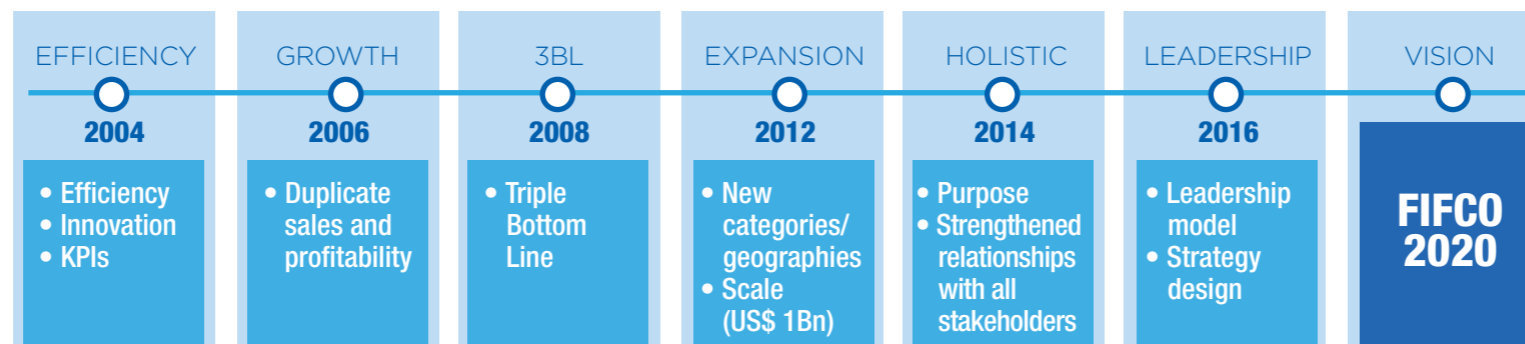 EFFICIENCY
2004
• Efficiency
• Innovation
• KPIs
GROWTH
2006
• Duplicate
sales and
profitability
3BL
2008
• Triple
Bottom
Line
EXPANSION
2012
• New
categories/
geographies
• Scale
(US$ 1Bn)
HOLISTIC
2014
• Purpose
• Strengthened
relationships
with all
stakeholders
LEADERSHIP
2016
• Leadership
model
• Strategy
design
VISION
FIFCO
2020